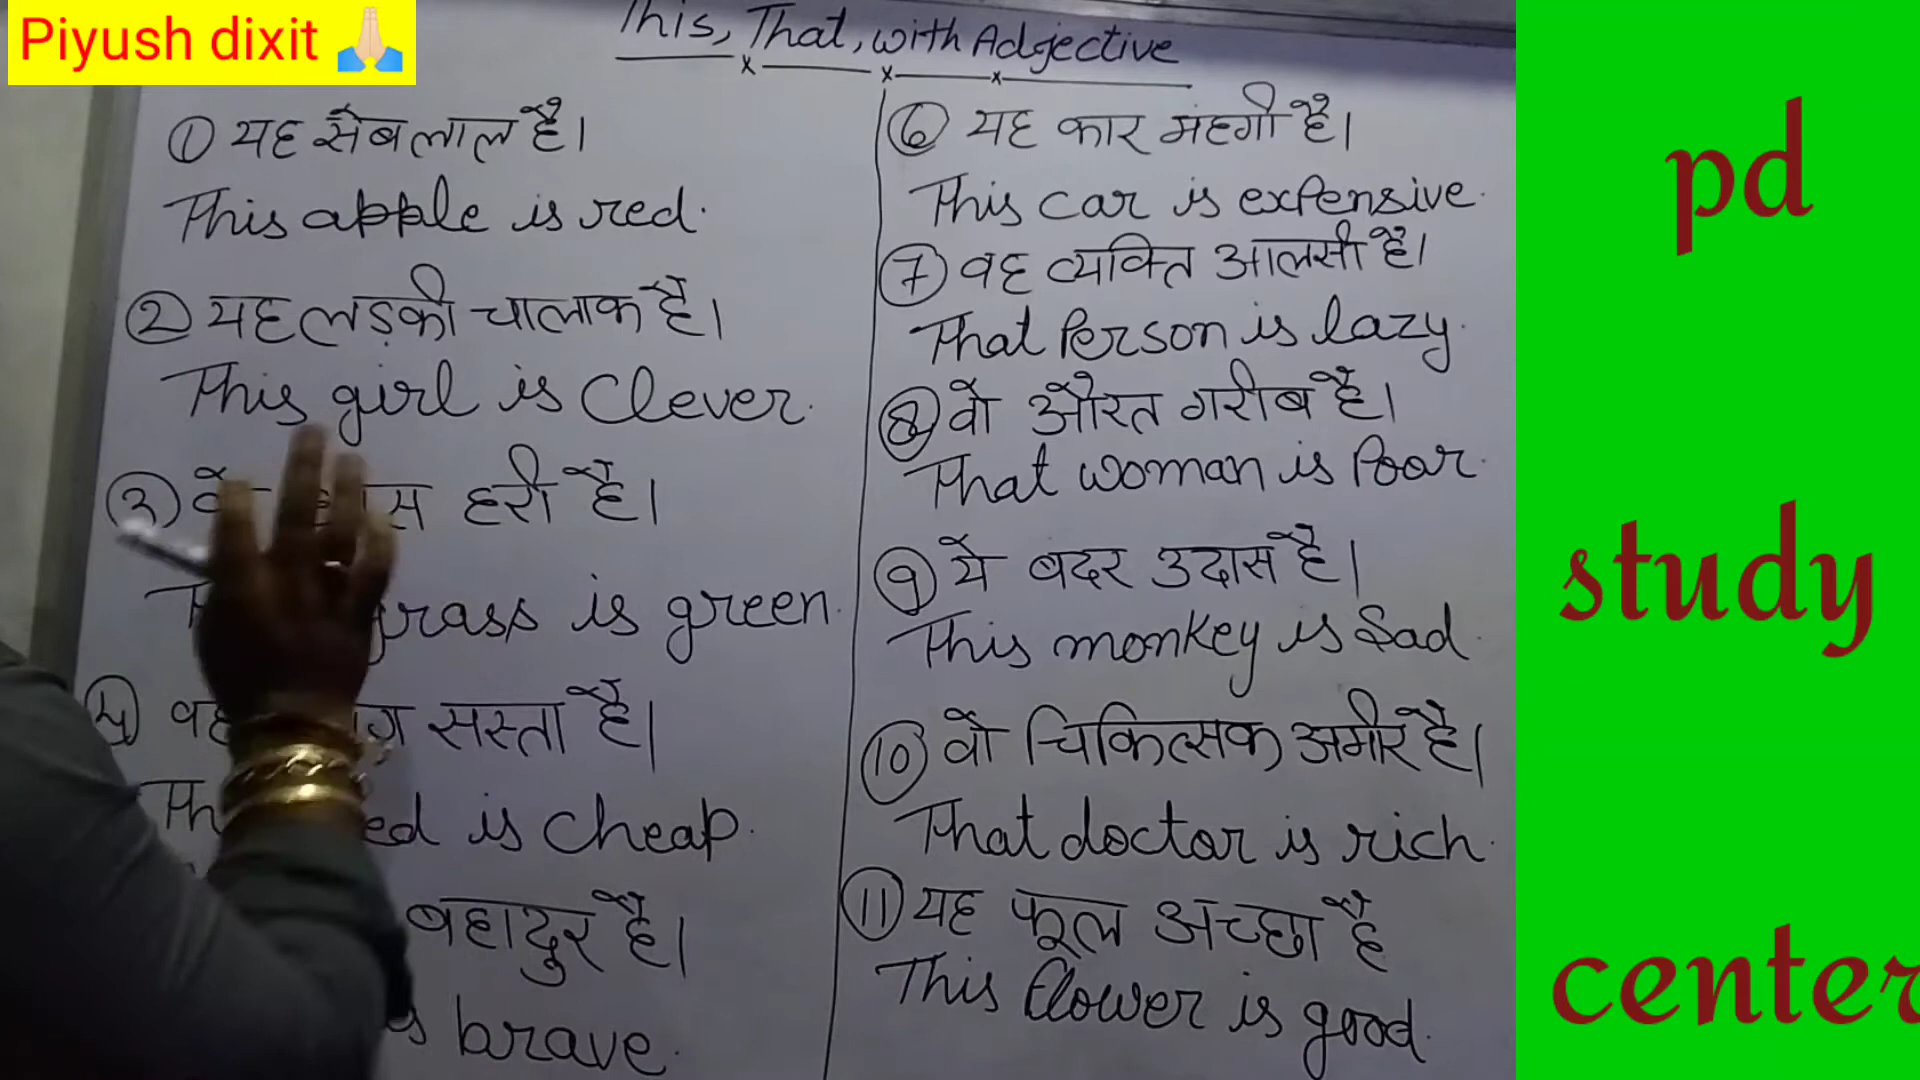 Piyush dixit 🙏🏻
This, That, with Adjective
① यह सेब लाल है।
This apple is red.
② यह लड़की चालाक है।
This girl is Clever.
③ हरी है।
grass is green.
वह सस्ता है।
is cheap.
बहादुर है।
brave.
⑥ यह कार मंहगी है।
This car is expensive.
⑦ वह व्यक्ति आलसी है।
That Person is lazy.
⑧ वो औरत गरीब है।
That woman is Poor.
⑨ ये बदर उदास है।
This monkey is Sad.
⑩ वो चिकित्सक अमीर है।
That doctor is rich.
⑪ यह फूल अच्छा है
This flower is good.
pd
study
center